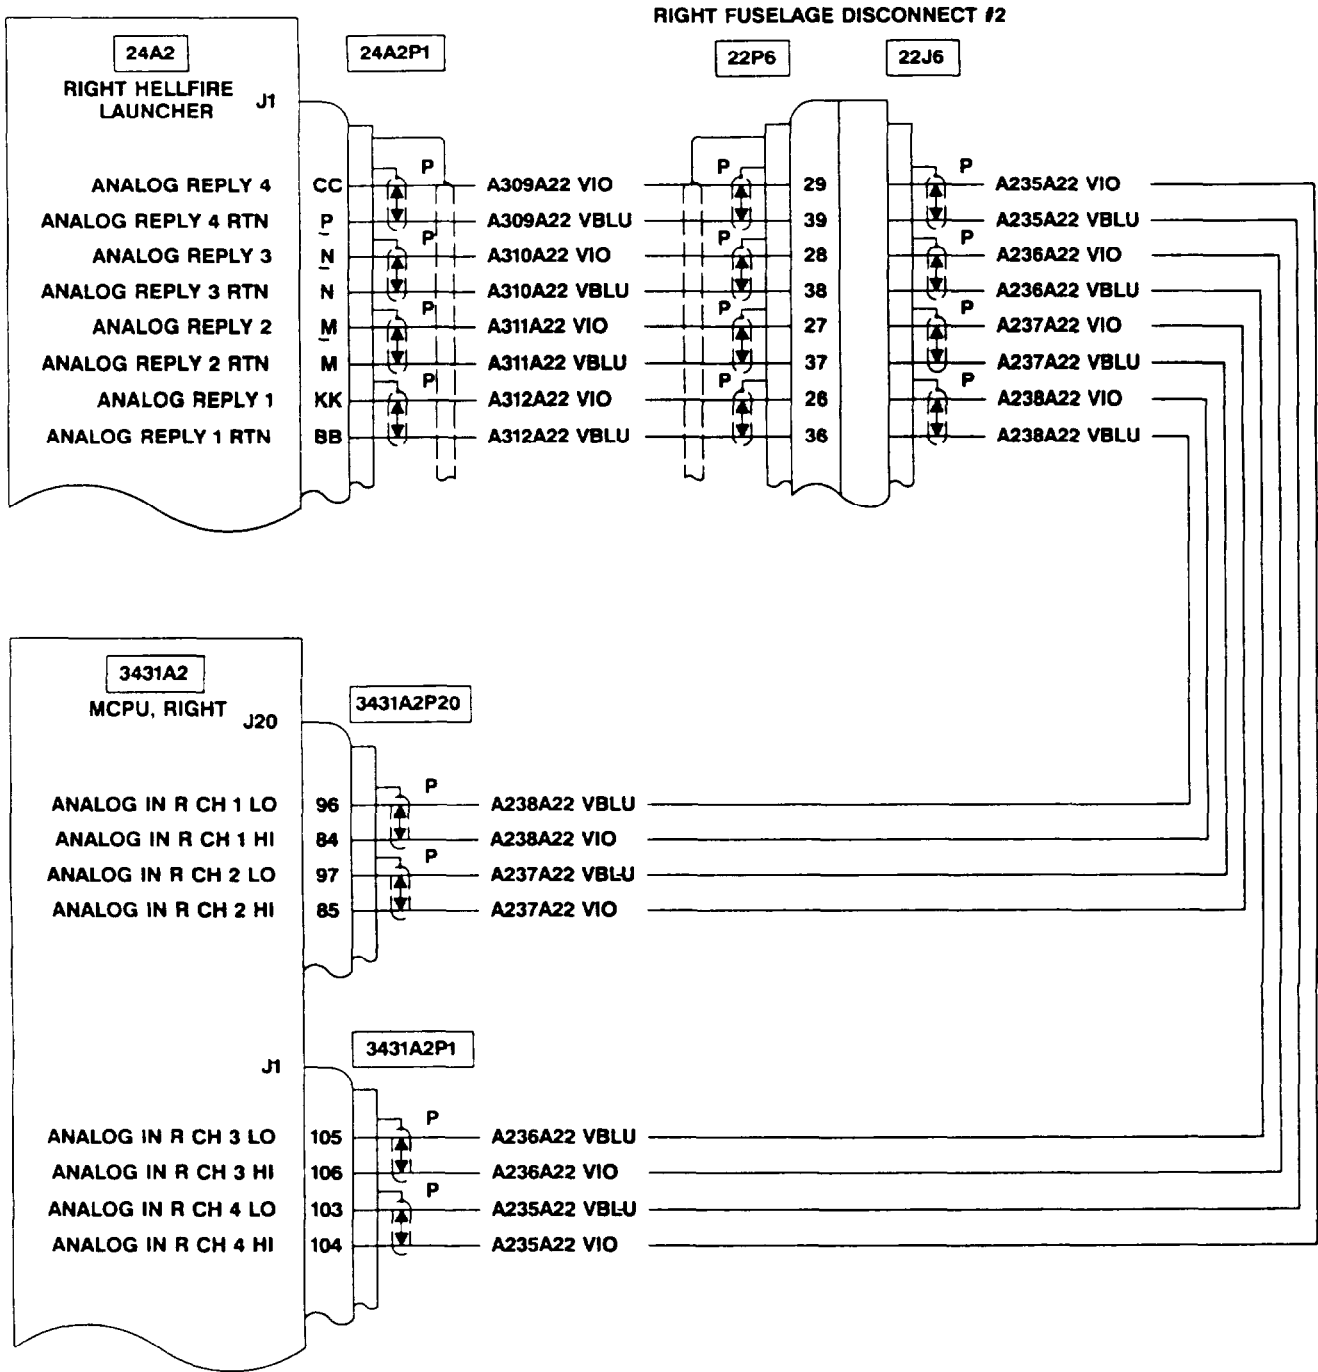 RIGHT FUSELAGE DISCONNECT #2
24A2
24A2P1
22P6
22J6
RIGHT HELLFIRE
LAUNCHER
J1
ANALOG REPLY 4 CC P A309A22 VIO P 29 P A235A22 VIO
ANALOG REPLY 4 RTN P A309A22 VBLU 39 A235A22 VBLU
ANALOG REPLY 3 N P A310A22 VIO P 28 P A236A22 VIO
ANALOG REPLY 3 RTN N A310A22 VBLU 38 A236A22 VBLU
ANALOG REPLY 2 M P A311A22 VIO P 27 P A237A22 VIO
ANALOG REPLY 2 RTN M A311A22 VBLU 37 A237A22 VBLU
ANALOG REPLY 1 KK P A312A22 VIO P 26 P A238A22 VIO
ANALOG REPLY 1 RTN BB A312A22 VBLU 36 A238A22 VBLU
3431A2
MCPU, RIGHT
J20
3431A2P20
ANALOG IN R CH 1 LO 96 P A238A22 VBLU
ANALOG IN R CH 1 HI 84 A238A22 VIO
ANALOG IN R CH 2 LO 97 P A237A22 VBLU
ANALOG IN R CH 2 HI 85 A237A22 VIO
J1
3431A2P1
ANALOG IN R CH 3 LO 105 P A236A22 VBLU
ANALOG IN R CH 3 HI 106 A236A22 VIO
ANALOG IN R CH 4 LO 103 P A235A22 VBLU
ANALOG IN R CH 4 HI 104 A235A22 VIO